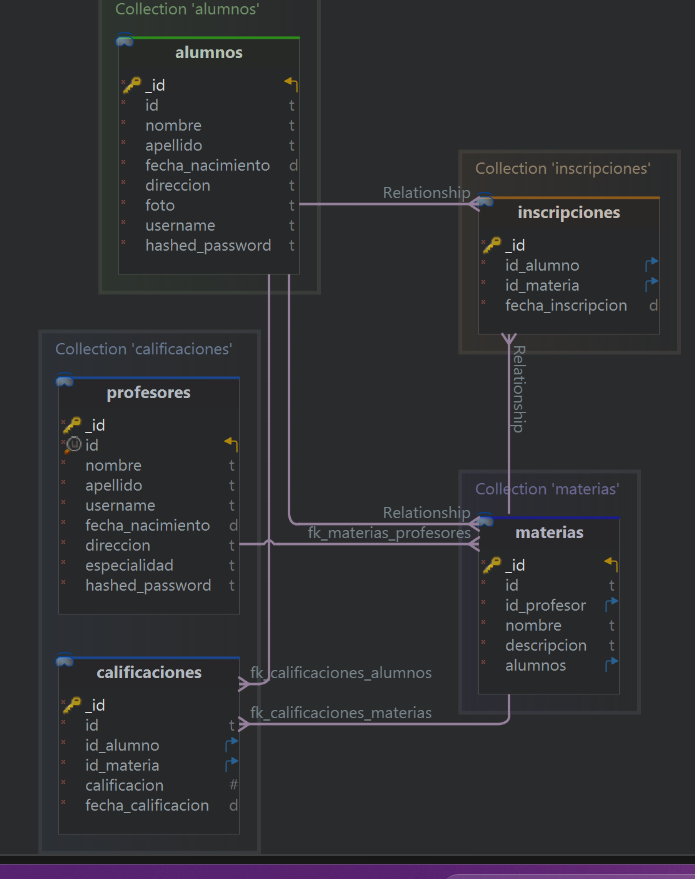 Collection 'alumnos'
alumnos
_id
id t
nombre t
apellido t
fecha_nacimiento d
direccion t
foto t
username t
hashed_password t
Relationship
Collection 'inscripciones'
inscripciones
_id
id_alumno
id_materia
fecha_inscripcion d
Relationship
Collection 'calificaciones'
profesores
_id
id
nombre t
apellido t
username t
fecha_nacimiento d
direccion t
especialidad t
hashed_password t
Relationship
fk_materias_profesores
Collection 'materias'
materias
_id
id t
id_profesor
nombre t
descripcion t
alumnos
calificaciones
_id
id t
id_alumno
id_materia
calificacion #
fecha_calificacion d
fk_calificaciones_alumnos
fk_calificaciones_materias